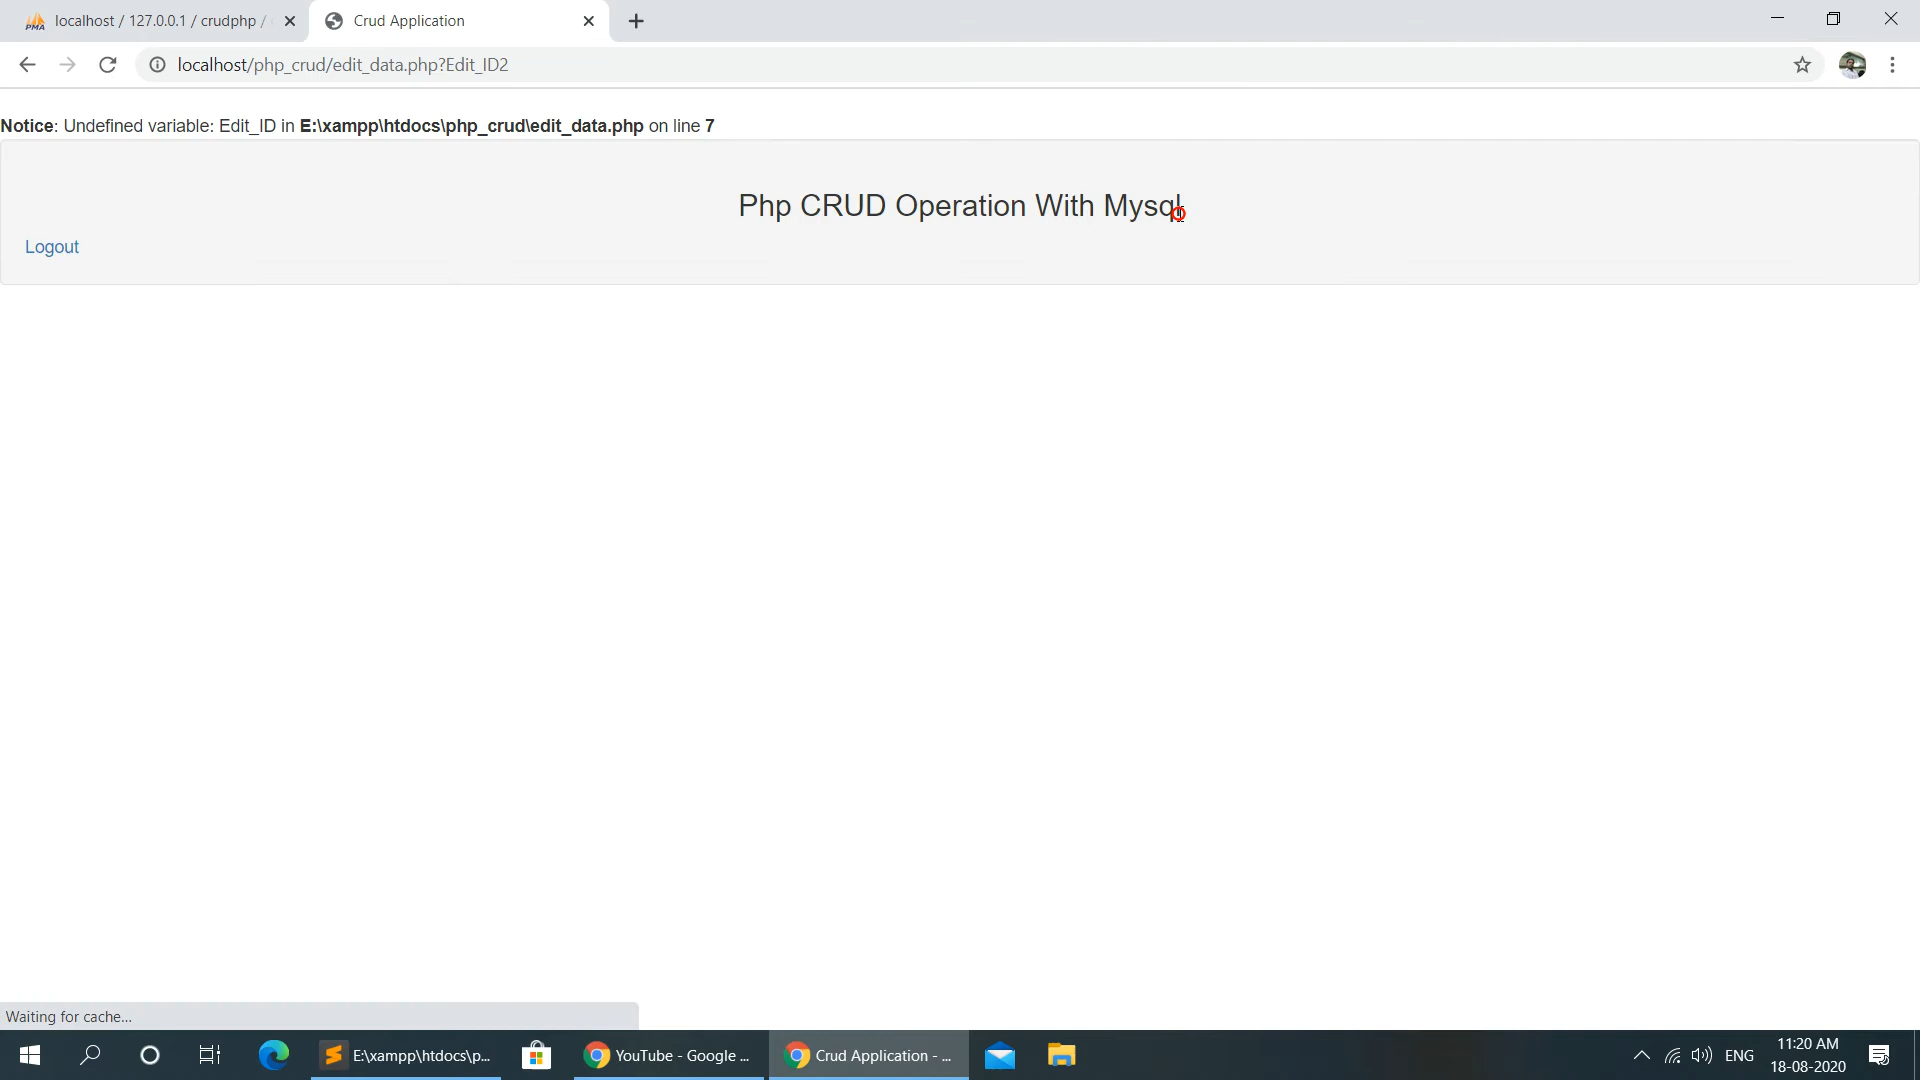 localhost / 127.0.0.1 / crudphp /
Crud Application
localhost/php_crud/edit_data.php?Edit_ID2
Notice: Undefined variable: Edit_ID in E:\xampp\htdocs\php_crud\edit_data.php on line 7
Php CRUD Operation With Mysql
Logout
Waiting for cache...
E:\xampp\htdocs\p...
YouTube - Google ...
Crud Application - ...
ENG
11:20 AM
18-08-2020
PMA